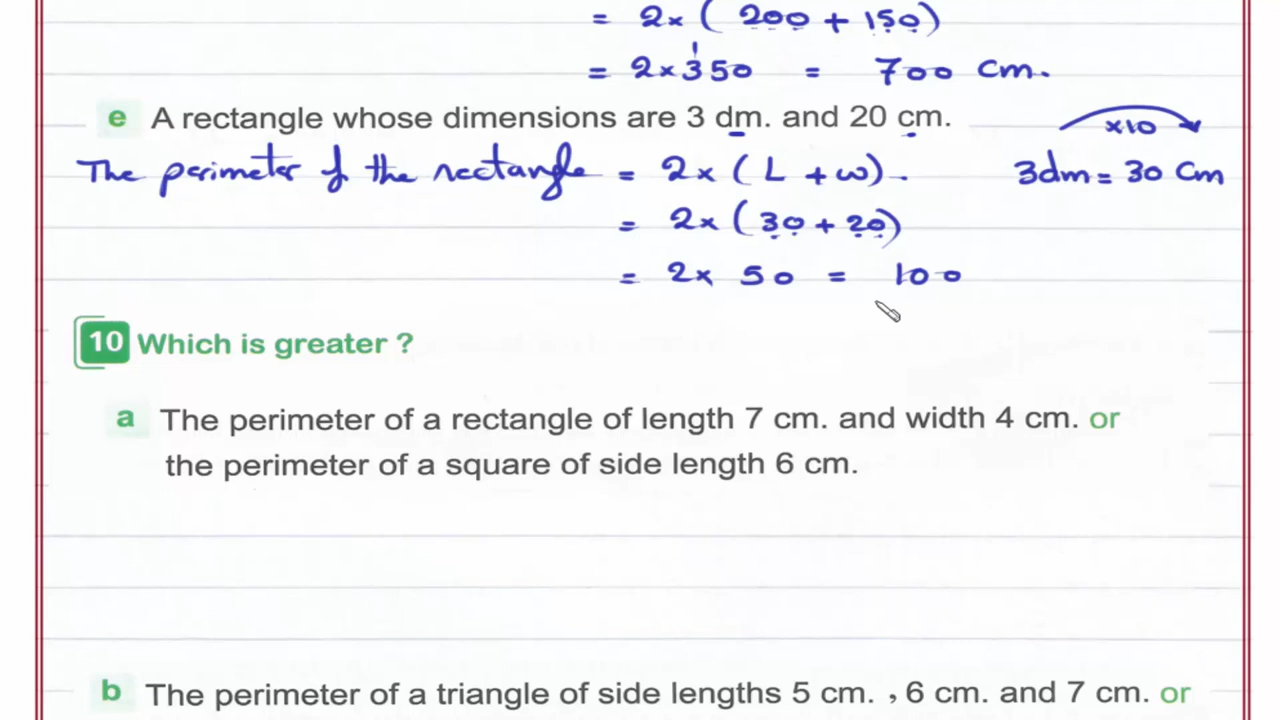 = 2 × ( 200 + 150 )
= 2 × 350 = 700 cm.
e A rectangle whose dimensions are 3 dm. and 20 cm.
×10
The perimeter of the rectangle = 2 × ( L + w ) . 3dm = 30 cm
= 2 × ( 30 + 20 )
= 2 × 50 = 100
10 Which is greater ?
a The perimeter of a rectangle of length 7 cm. and width 4 cm. or
the perimeter of a square of side length 6 cm.
b The perimeter of a triangle of side lengths 5 cm. , 6 cm. and 7 cm. or